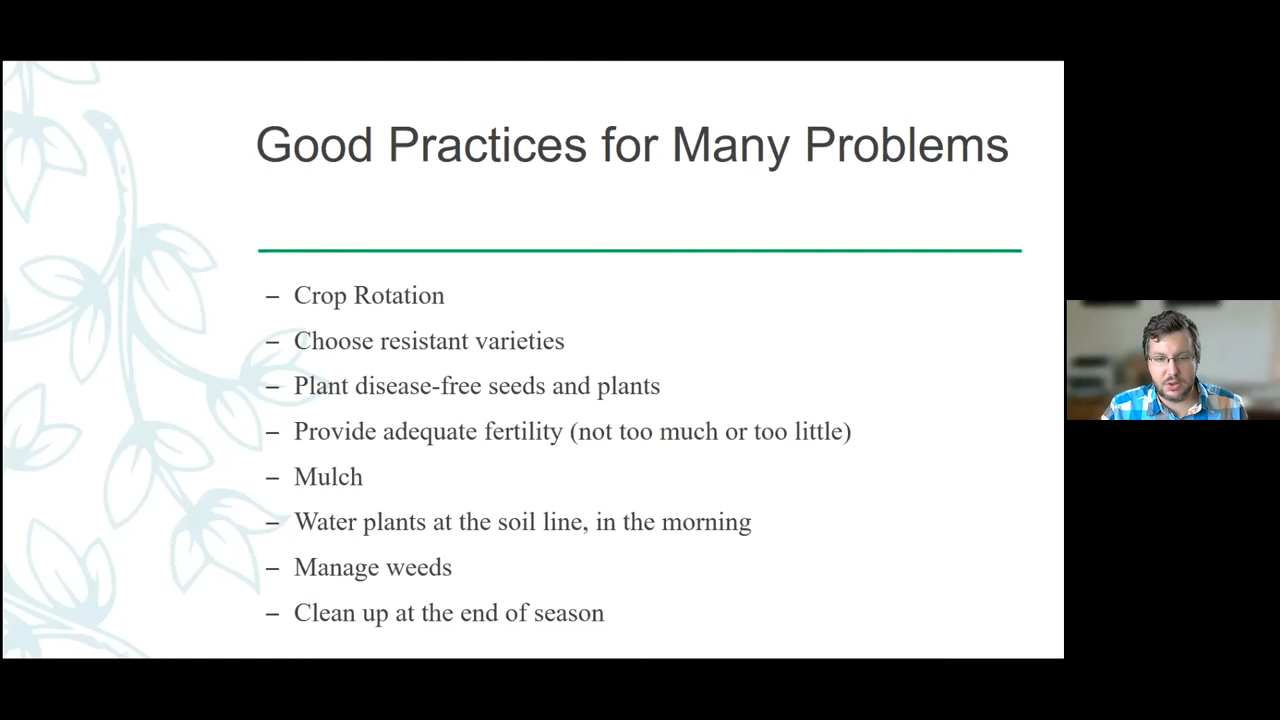 Good Practices for Many Problems
– Crop Rotation
– Choose resistant varieties
– Plant disease-free seeds and plants
– Provide adequate fertility (not too much or too little)
– Mulch
– Water plants at the soil line, in the morning
– Manage weeds
– Clean up at the end of season